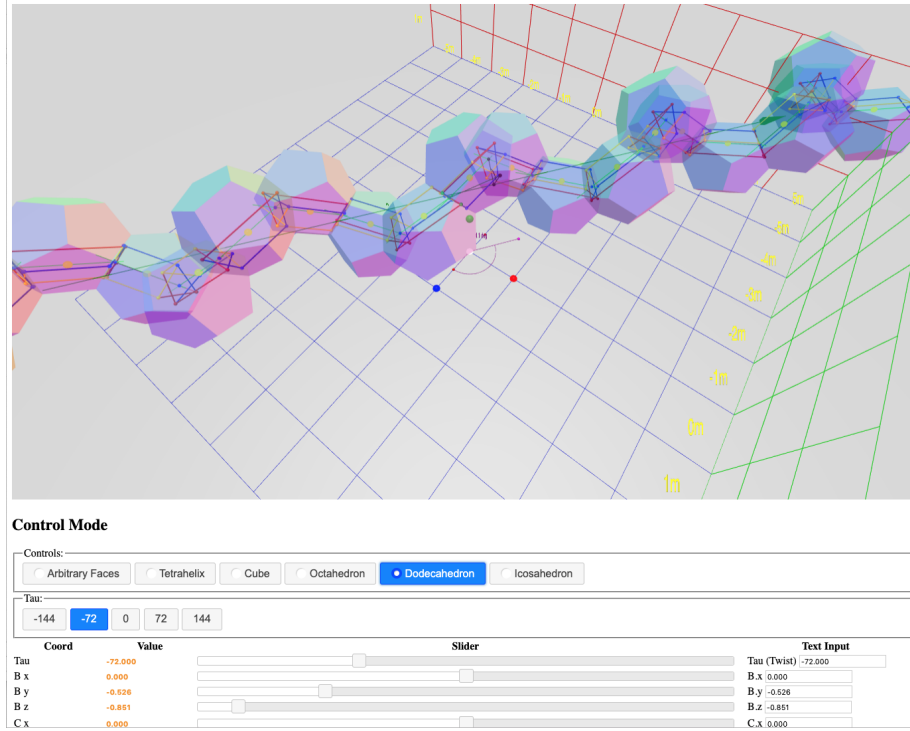 -5m
-4m
-3m
-2m
-1m
0m
1m
Control Mode
Controls:
Arbitrary Faces Tetrahelix Cube Octahedron Dodecahedron Icosahedron
Tau:
-144 -72 0 72 144
Coord Value Slider Text Input
Tau -72.000 Tau (Twist) -72.000
B x 0.000 B.x 0.000
B y -0.526 B.y -0.526
B z -0.851 B.z -0.851
C x 0.000 C.x 0.000